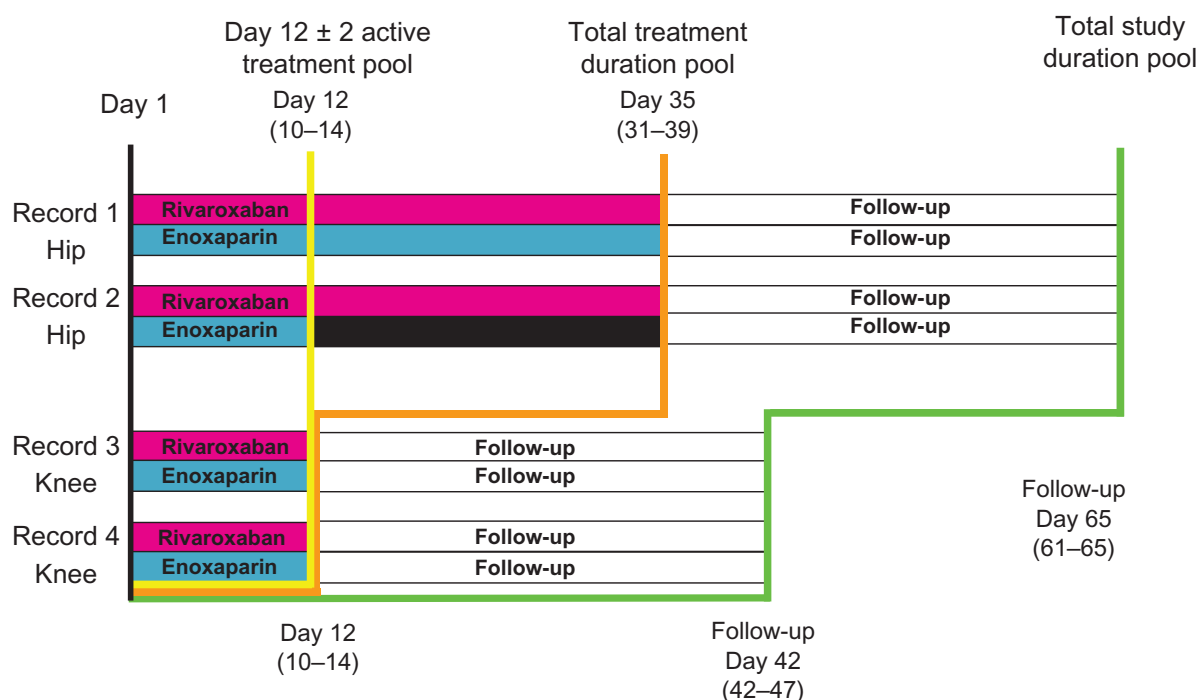 Day 1
Day 12 ± 2 active
treatment pool
Day 12
(10–14)
Total treatment
duration pool
Day 35
(31–39)
Total study
duration pool
Record 1
Hip
Rivaroxaban
Follow-up
Enoxaparin
Follow-up
Record 2
Hip
Rivaroxaban
Follow-up
Enoxaparin
Follow-up
Record 3
Knee
Rivaroxaban
Follow-up
Enoxaparin
Follow-up
Record 4
Knee
Rivaroxaban
Follow-up
Enoxaparin
Follow-up
Follow-up
Day 65
(61–65)
Day 12
(10–14)
Follow-up
Day 42
(42–47)